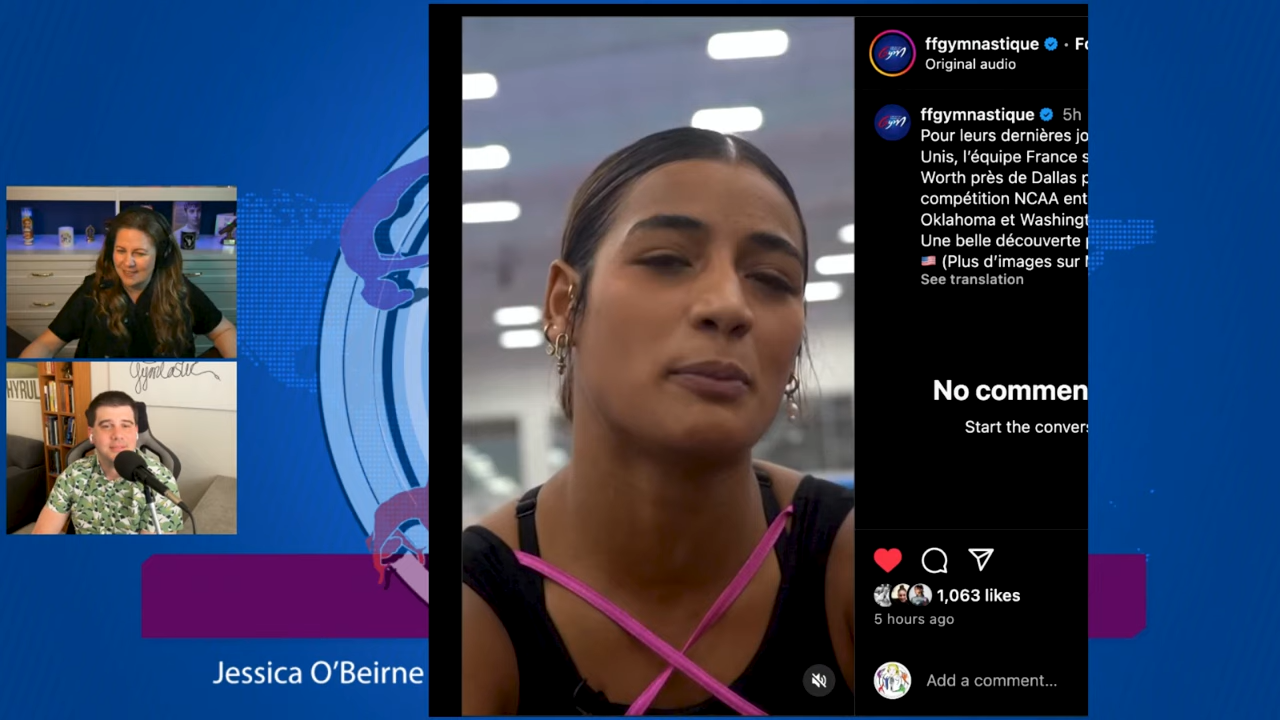 ffgymnastique • Fo
Original audio
ffgymnastique 5h
Pour leurs dernières jo
Unis, l'équipe France s
Worth près de Dallas p
compétition NCAA ent
Oklahoma et Washingt
Une belle découverte p
🇺🇸 (Plus d'images sur
See translation
No commen
Start the convers
1,063 likes
5 hours ago
Add a comment...
HYRUL
Gymcastic
Jessica O'Beirne